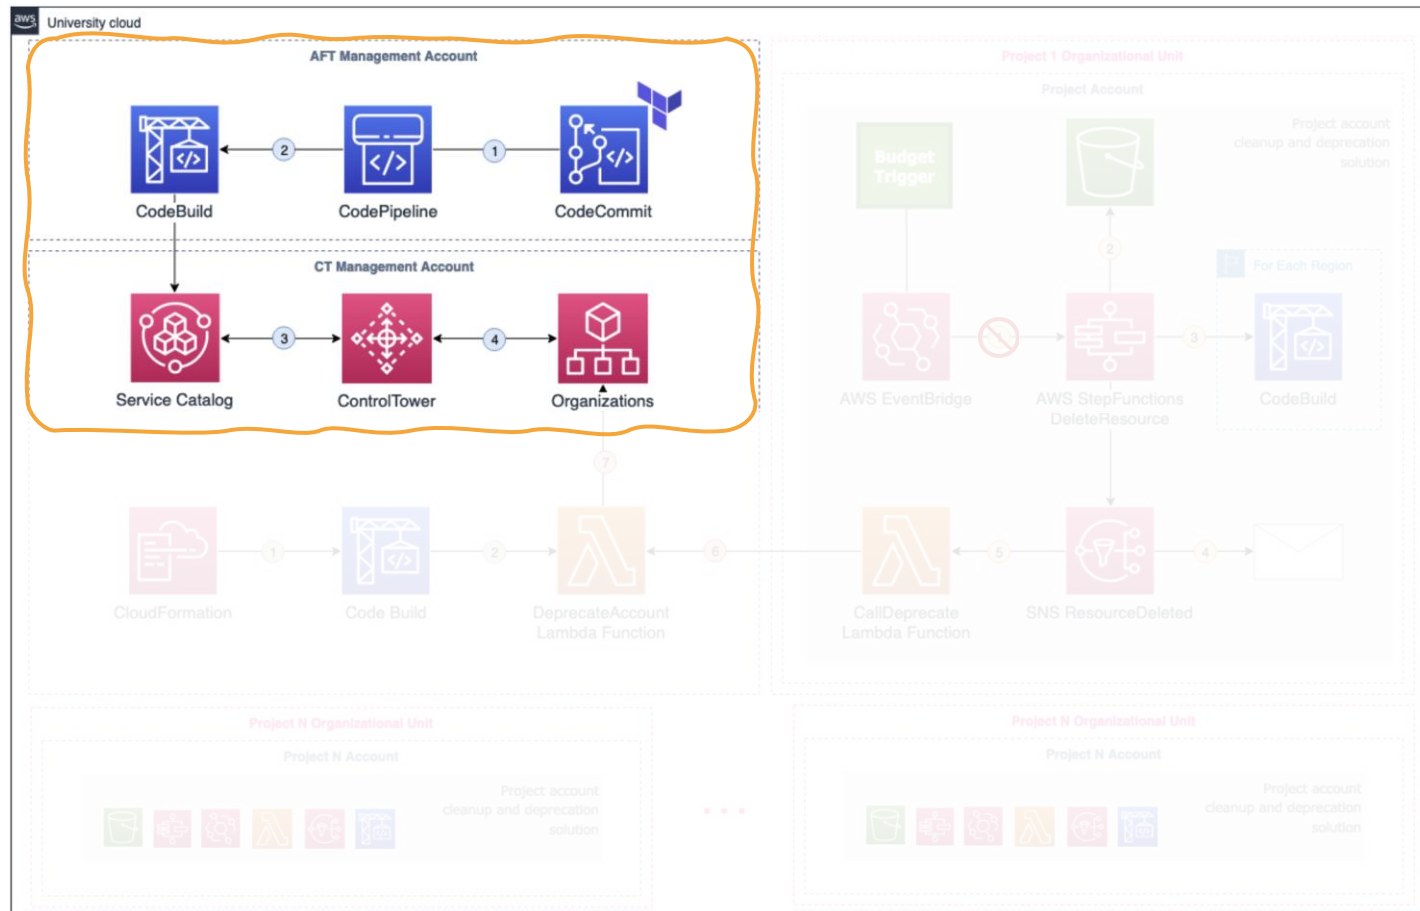 aws
University cloud
AFT Management Account
CodeBuild
2
CodePipeline
1
CodeCommit
CT Management Account
Service Catalog
3
ControlTower
4
Organizations
7
CloudFormation
1
Code Build
2
DeprecateAccount
Lambda Function
6
Project 1 Organizational Unit
Project Account
Project account
cleanup and deprecation
solution
Budget
Trigger
2
For Each Region
AWS EventBridge
AWS StepFunctions
DeleteResource
3
CodeBuild
CallDeprecate
Lambda Function
5
SNS ResourceDeleted
4
Project N Organizational Unit
Project N Account
Project account
cleanup and deprecation
solution
...
Project N Organizational Unit
Project N Account
Project account
cleanup and deprecation
solution